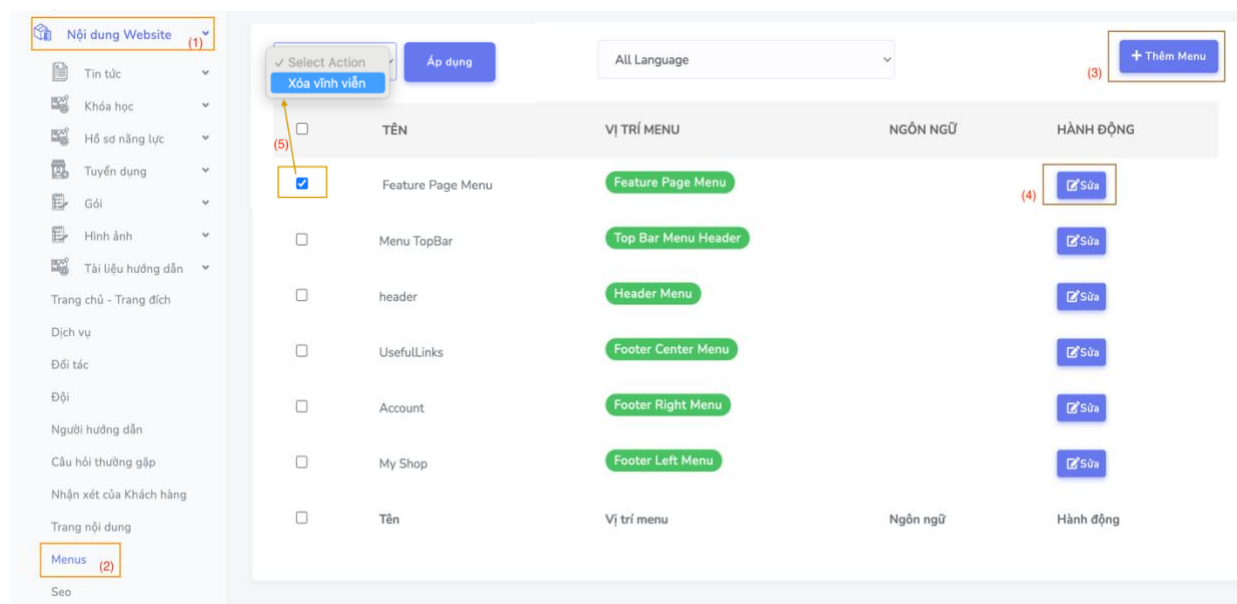 Nội dung Website
(1)
Tin tức
Khóa học
Hồ sơ năng lực
Tuyển dụng
Gói
Hình ảnh
Tài liệu hướng dẫn
Trang chủ - Trang đích
Dịch vụ
Đối tác
Đội
Người hướng dẫn
Câu hỏi thường gặp
Nhận xét của Khách hàng
Trang nội dung
Menus
(2)
Seo
✓ Select Action
Xóa vĩnh viễn
Áp dụng
All Language
(3)
+ Thêm Menu
(5)
TÊN VỊ TRÍ MENU NGÔN NGỮ HÀNH ĐỘNG
Feature Page Menu Feature Page Menu (4) Sửa
Menu TopBar Top Bar Menu Header Sửa
header Header Menu Sửa
UsefulLinks Footer Center Menu Sửa
Account Footer Right Menu Sửa
My Shop Footer Left Menu Sửa
Tên Vị trí menu Ngôn ngữ Hành động